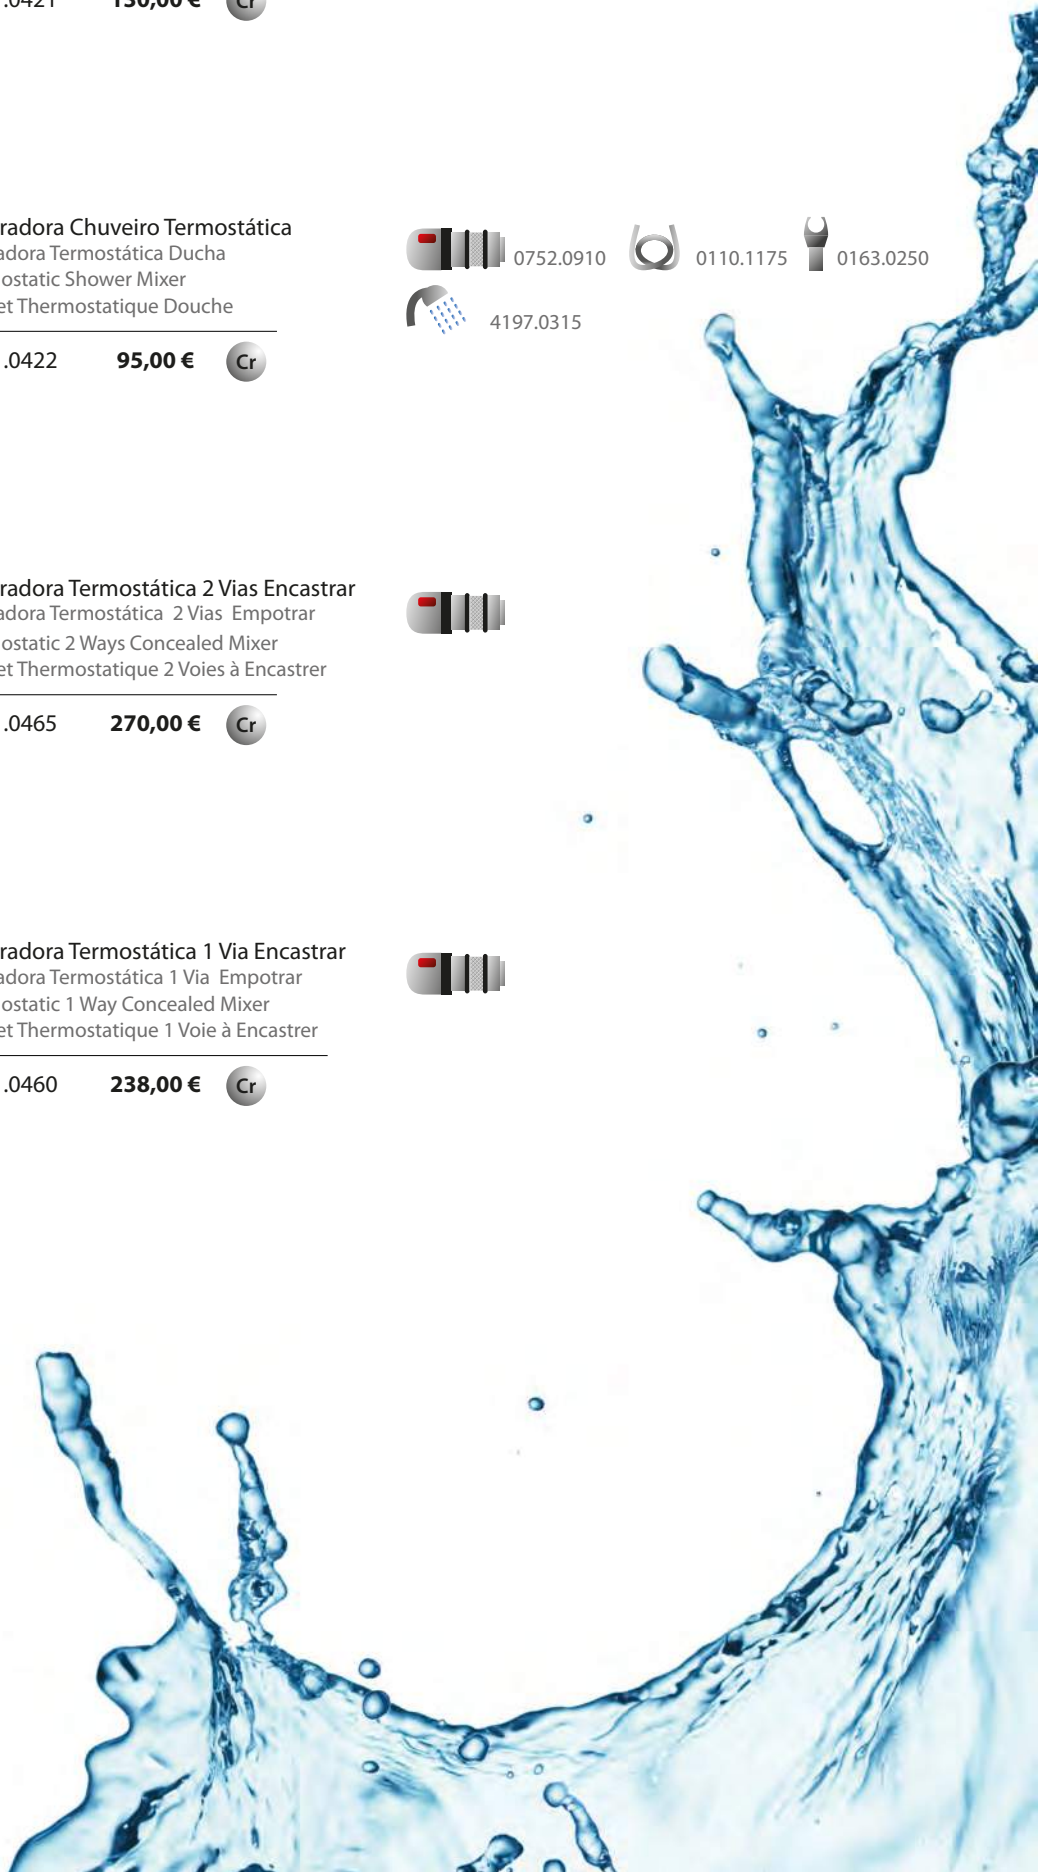 .0421 130,00 € Cr
radora Chuveiro Termostática
adora Termostática Ducha
ostatic Shower Mixer
et Thermostatique Douche
.0422 95,00 € Cr
0752.0910 0110.1175 0163.0250
4197.0315
radora Termostática 2 Vias Encastrar
adora Termostática 2 Vias Empotrar
ostatic 2 Ways Concealed Mixer
et Thermostatique 2 Voies à Encastrer
.0465 270,00 € Cr
radora Termostática 1 Via Encastrar
adora Termostática 1 Via Empotrar
ostatic 1 Way Concealed Mixer
et Thermostatique 1 Voie à Encastrer
.0460 238,00 € Cr